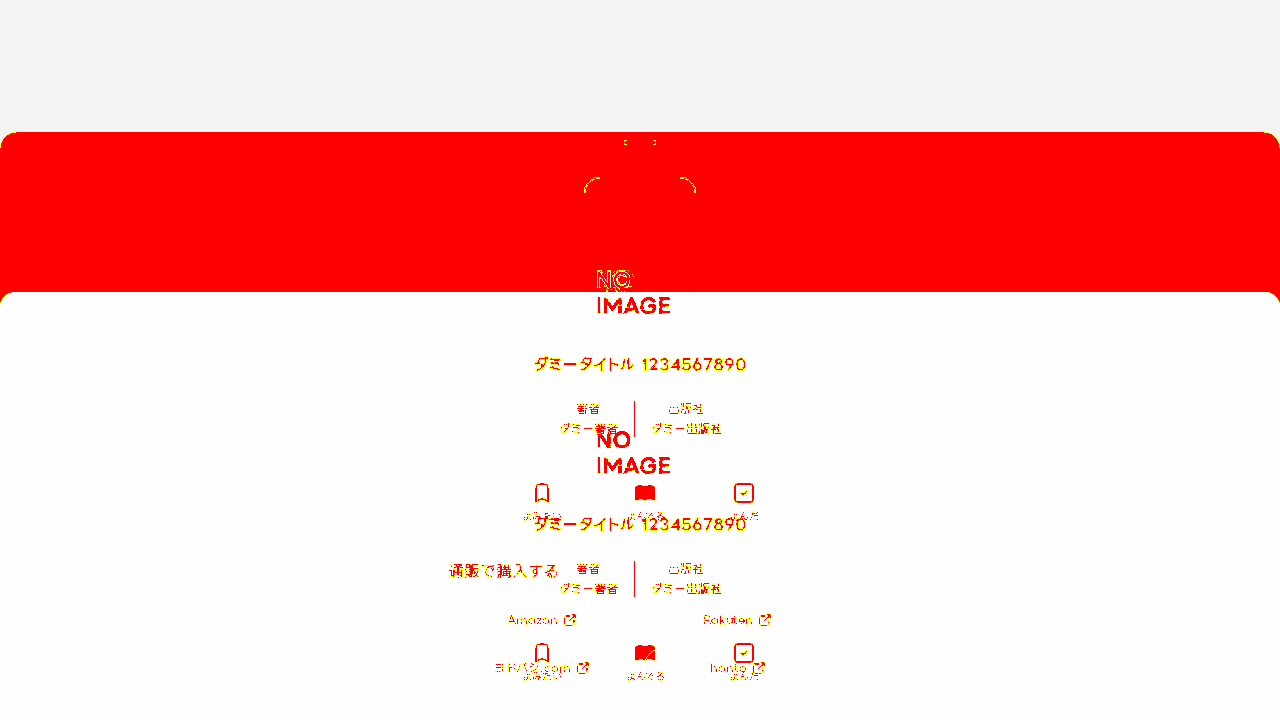 NO
IMAGE
ダミータイトル 1234567890
著者
出版社
ダミー著者
ダミー出版社
NO
IMAGE
よみたい
よんでる
よんだ
ダミータイトル 1234567890
通販で購入する
著者
出版社
ダミー著者
ダミー出版社
Amazon
Rakuten
ヨドバシ.com
honto
よみたい
よんでる
よんだ